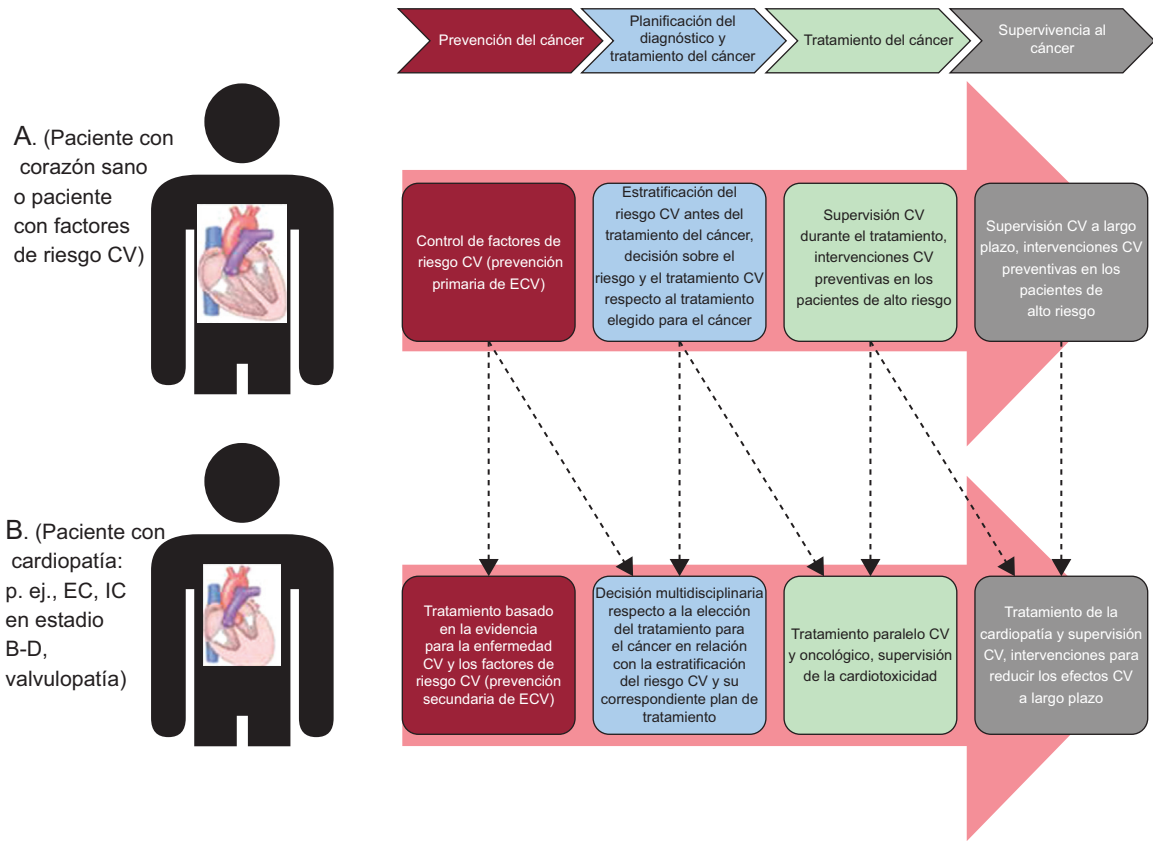 Prevención del cáncer
Planificación del
diagnóstico y
tratamiento del cáncer
Tratamiento del cáncer
Supervivencia al
cáncer
A. (Paciente con
corazón sano
o paciente
con factores
de riesgo CV)
Control de factores de
riesgo CV (prevención
primaria de ECV)
Estratificación del
riesgo CV antes del
tratamiento del cáncer,
decisión sobre el
riesgo y el tratamiento CV
respecto al tratamiento
elegido para el cáncer
Supervisión CV
durante el tratamiento,
intervenciones CV
preventivas en los
pacientes de alto riesgo
Supervisión CV a largo
plazo, intervenciones CV
preventivas en los
pacientes de
alto riesgo
B. (Paciente con
cardiopatía:
p. ej., EC, IC
en estadio
B-D,
valvulopatía)
Tratamiento basado
en la evidencia
para la enfermedad
CV y los factores de
riesgo CV (prevención
secundaria de ECV)
Decisión multidisciplinaria
respecto a la elección
del tratamiento para
el cáncer en relación
con la estratificación
del riesgo CV y su
correspondiente plan de
tratamiento
Tratamiento paralelo CV
y oncológico, supervisión
de la cardiotoxicidad
Tratamiento de la
cardiopatía y supervisión
CV, intervenciones para
reducir los efectos CV
a largo plazo